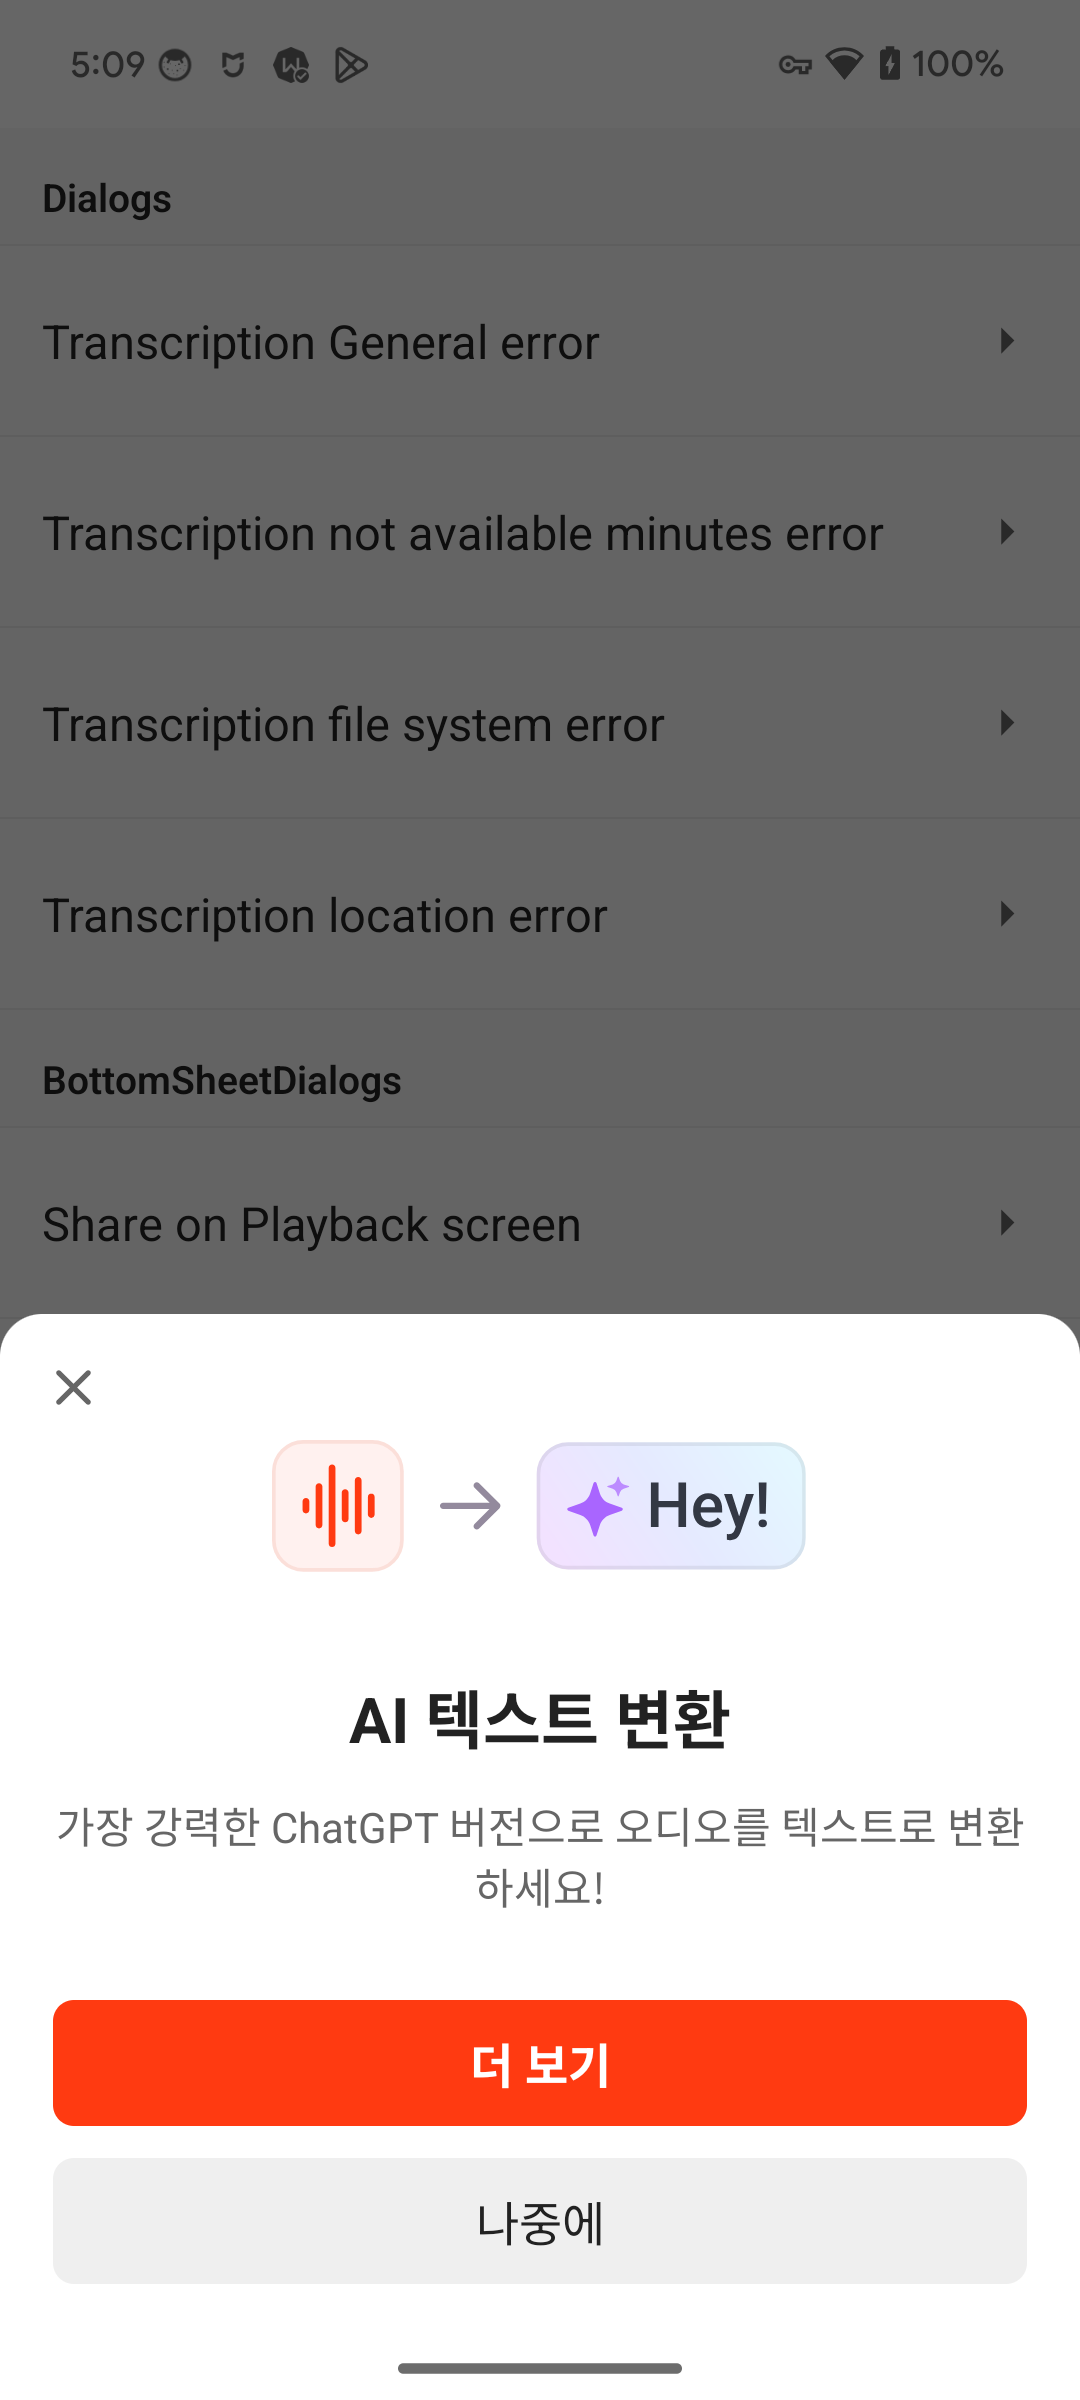 5:09
100%
Dialogs
Transcription General error
Transcription not available minutes error
Transcription file system error
Transcription location error
BottomSheetDialogs
Share on Playback screen
Hey!
AI 텍스트 변환
가장 강력한 ChatGPT 버전으로 오디오를 텍스트로 변환
하세요!
더 보기
나중에